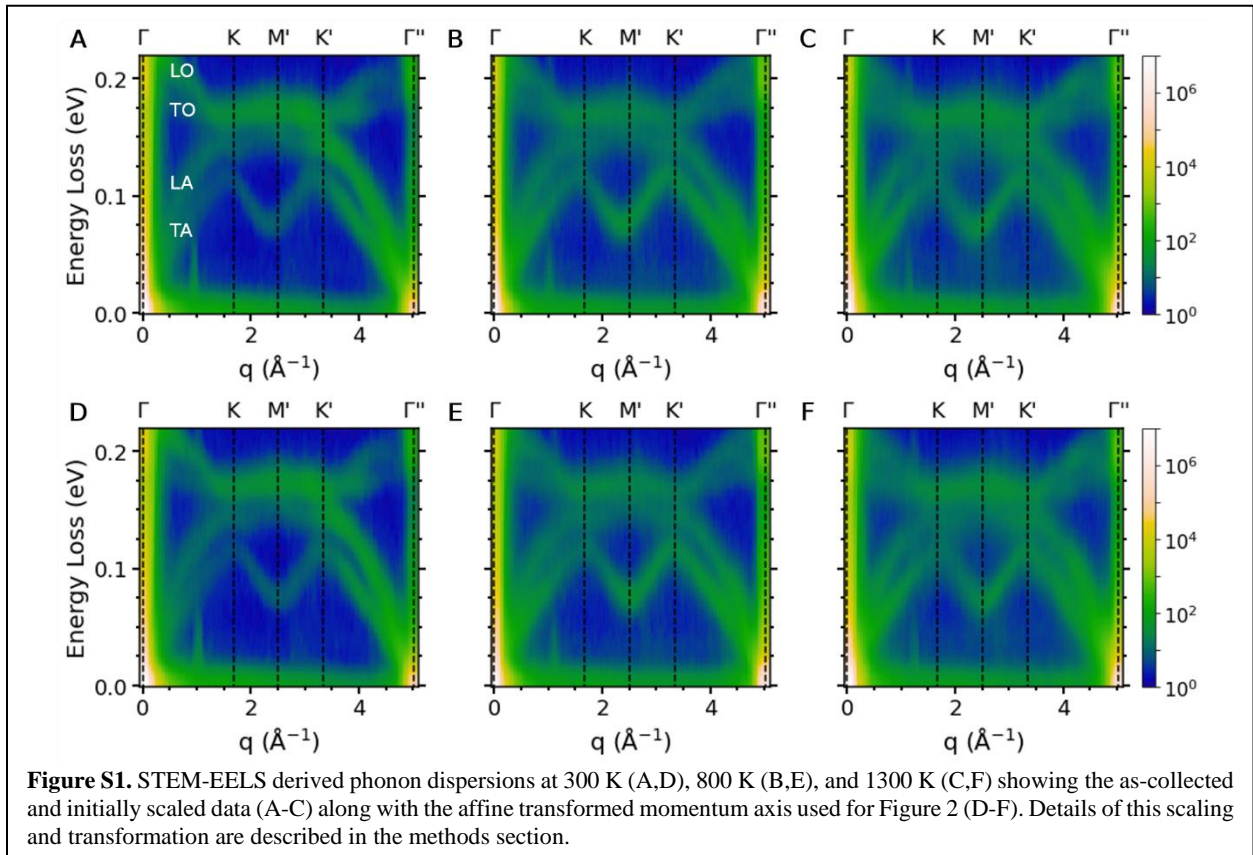 A Γ K M' K' Γ''
B Γ K M' K' Γ''
C Γ K M' K' Γ''
LO
TO
LA
TA
Energy Loss (eV)
0.2
0.1
0.0
0 2 4
q (Å⁻¹)
0 2 4
q (Å⁻¹)
0 2 4
q (Å⁻¹)
10⁶
10⁴
10²
10⁰
D Γ K M' K' Γ''
E Γ K M' K' Γ''
F Γ K M' K' Γ''
Energy Loss (eV)
0.2
0.1
0.0
0 2 4
q (Å⁻¹)
0 2 4
q (Å⁻¹)
0 2 4
q (Å⁻¹)
10⁶
10⁴
10²
10⁰
Figure S1. STEM-EELS derived phonon dispersions at 300 K (A,D), 800 K (B,E), and 1300 K (C,F) showing the as-collected
and initially scaled data (A-C) along with the affine transformed momentum axis used for Figure 2 (D-F). Details of this scaling
and transformation are described in the methods section.